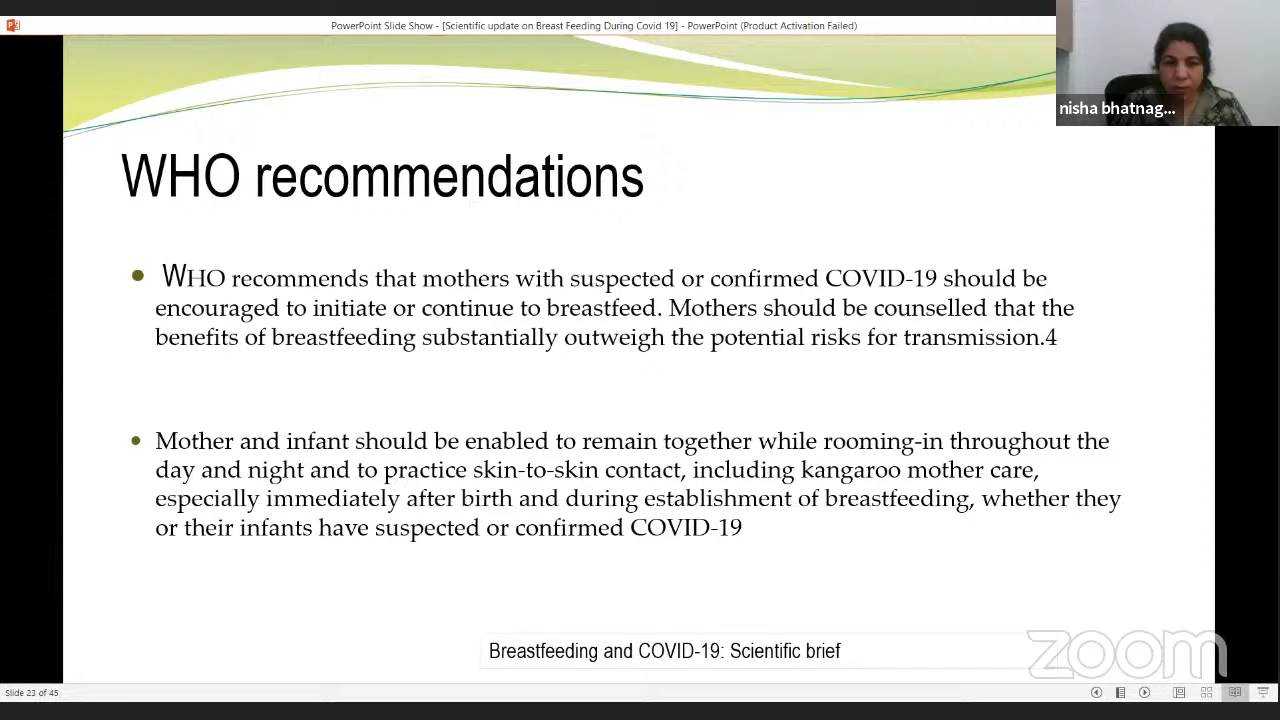 PowerPoint Slide Show - [Scientific update on Breast Feeding During Covid 19] - PowerPoint (Product Activation Failed)
nisha bhatnag...
WHO recommendations
WHO recommends that mothers with suspected or confirmed COVID-19 should be
encouraged to initiate or continue to breastfeed. Mothers should be counselled that the
benefits of breastfeeding substantially outweigh the potential risks for transmission.4
Mother and infant should be enabled to remain together while rooming-in throughout the
day and night and to practice skin-to-skin contact, including kangaroo mother care,
especially immediately after birth and during establishment of breastfeeding, whether they
or their infants have suspected or confirmed COVID-19
Breastfeeding and COVID-19: Scientific brief
zoom
Slide 23 of 45